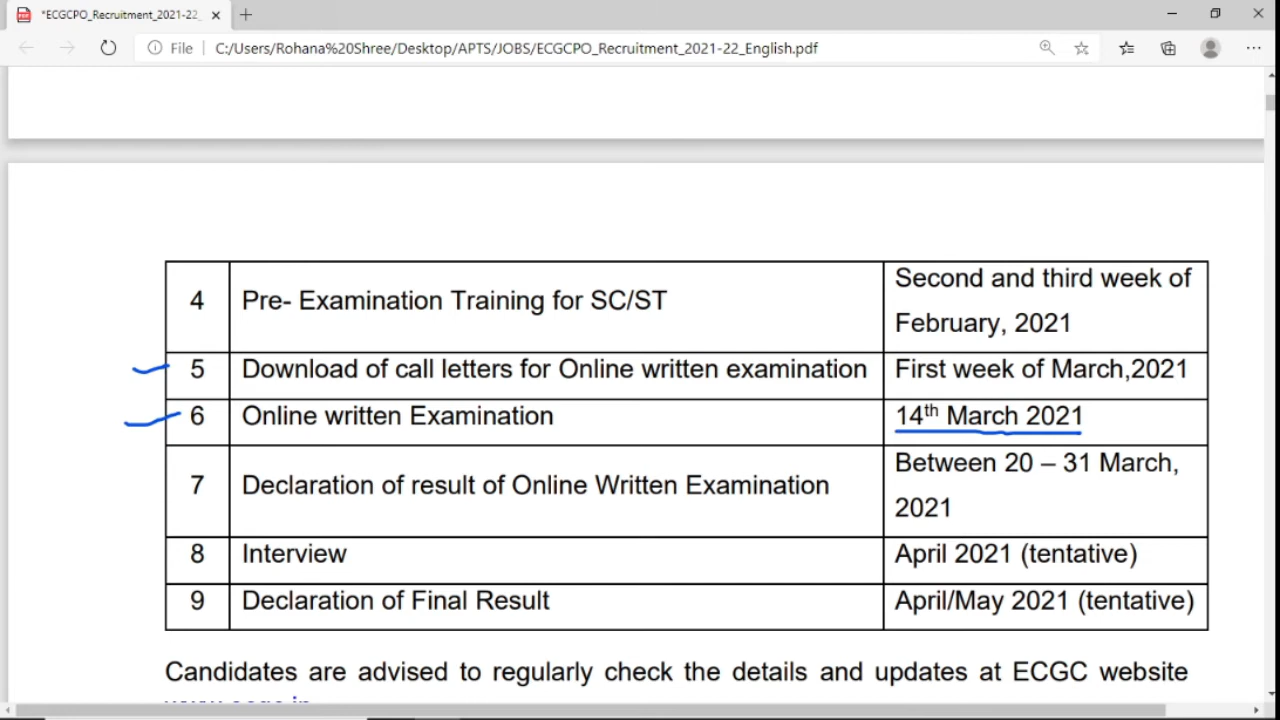 *ECGCPO_Recruitment_2021-22_
File C:/Users/Rohana%20Shree/Desktop/APTS/JOBS/ECGCPO_Recruitment_2021-22_English.pdf
4 Pre- Examination Training for SC/ST Second and third week of
February, 2021
5 Download of call letters for Online written examination First week of March,2021
6 Online written Examination 14th March 2021
7 Declaration of result of Online Written Examination Between 20 – 31 March,
2021
8 Interview April 2021 (tentative)
9 Declaration of Final Result April/May 2021 (tentative)
Candidates are advised to regularly check the details and updates at ECGC website